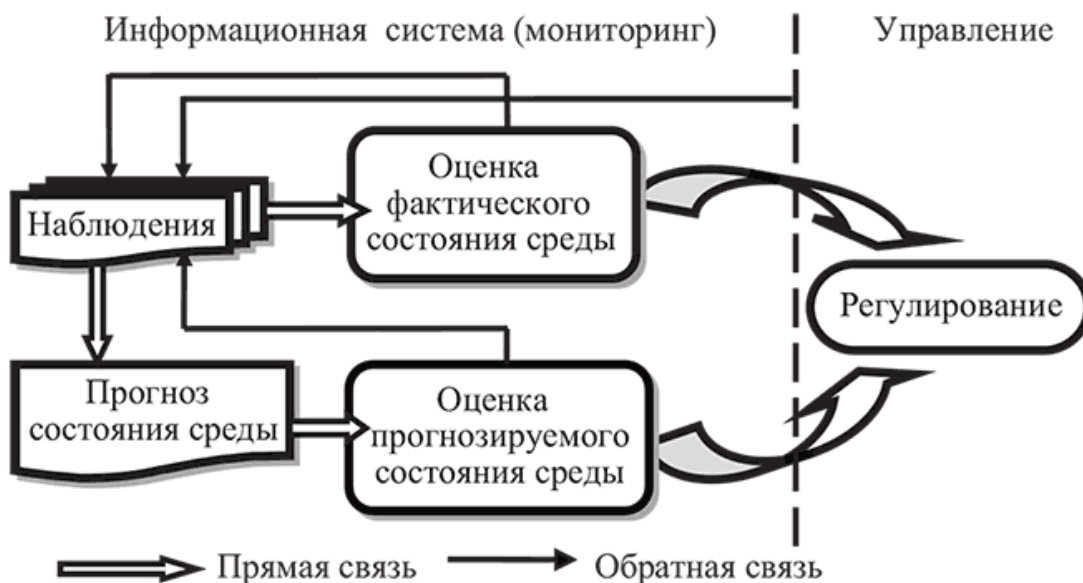 Информационная система (мониторинг)
Управление
Оценка
фактического
состояния среды
Наблюдения
Регулирование
Прогноз
состояния среды
Оценка
прогнозируемого
состояния среды
Прямая связь
Обратная связь